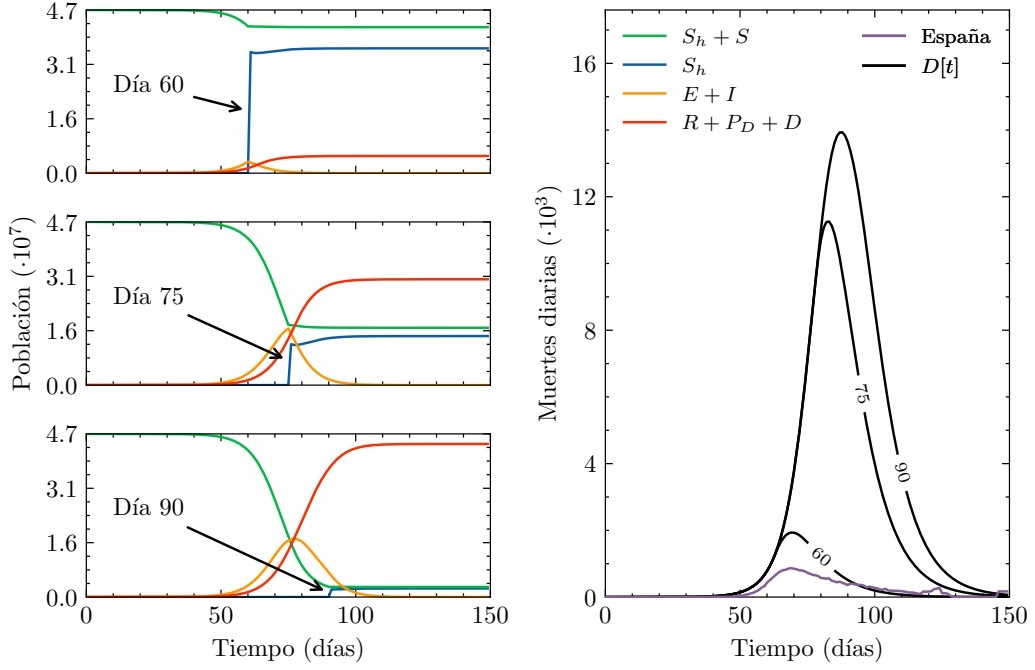 4.7
3.1
1.6
0.0
Día 60
4.7
3.1
1.6
0.0
Día 75
4.7
3.1
1.6
0.0
Día 90
0 50 100 150
Población (·10⁷)
Tiempo (días)
16
12
8
4
0
0 50 100 150
Muertes diarias (·10³)
Tiempo (días)
S_h + S
S_h
E + I
R + P_D + D
España
D[t]
60
75
90